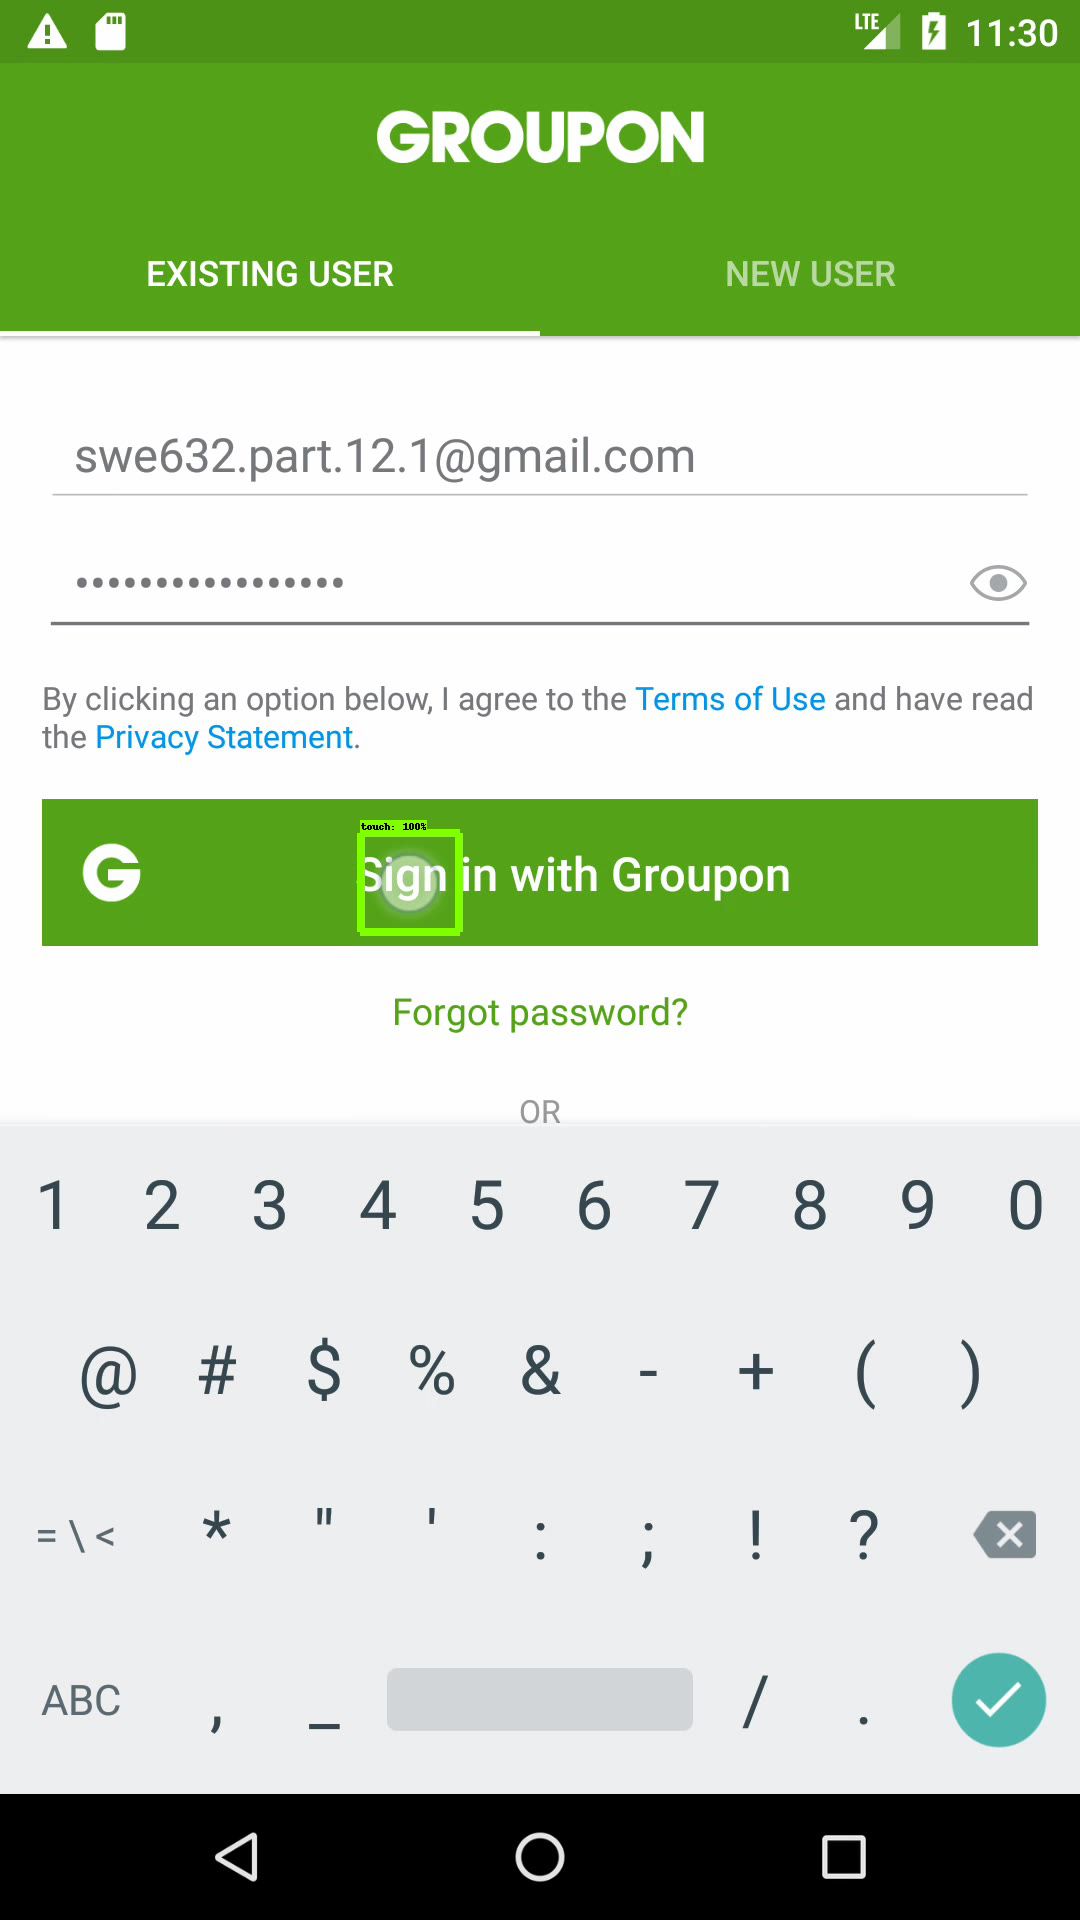 LTE 11:30
GROUPON
EXISTING USER NEW USER
swe632.part.12.1@gmail.com
•••••••••••••••••
By clicking an option below, I agree to the Terms of Use and have read
the Privacy Statement.
touch: 100%
G Sign in with Groupon
Forgot password?
OR
1 2 3 4 5 6 7 8 9 0
@ # $ % & - + ( )
= \ < * " ' : ; ! ?
ABC , _ / .